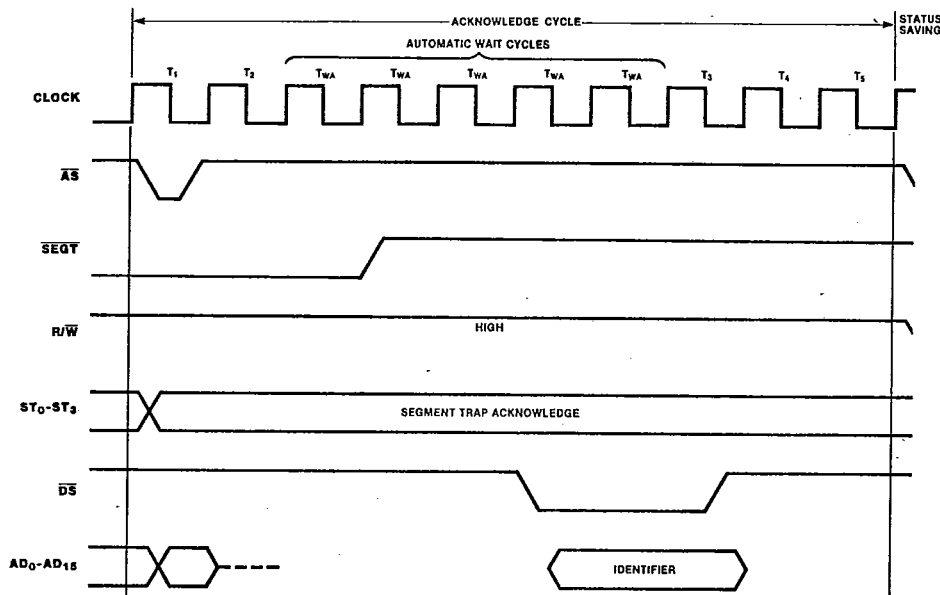 ACKNOWLEDGE CYCLE
STATUS
SAVING
AUTOMATIC WAIT CYCLES
T1 T2 TWA TWA TWA TWA TWA T3 T4 T5
CLOCK
AS
SEGT
R/W
HIGH
ST0-ST3
SEGMENT TRAP ACKNOWLEDGE
DS
AD0-AD15
IDENTIFIER